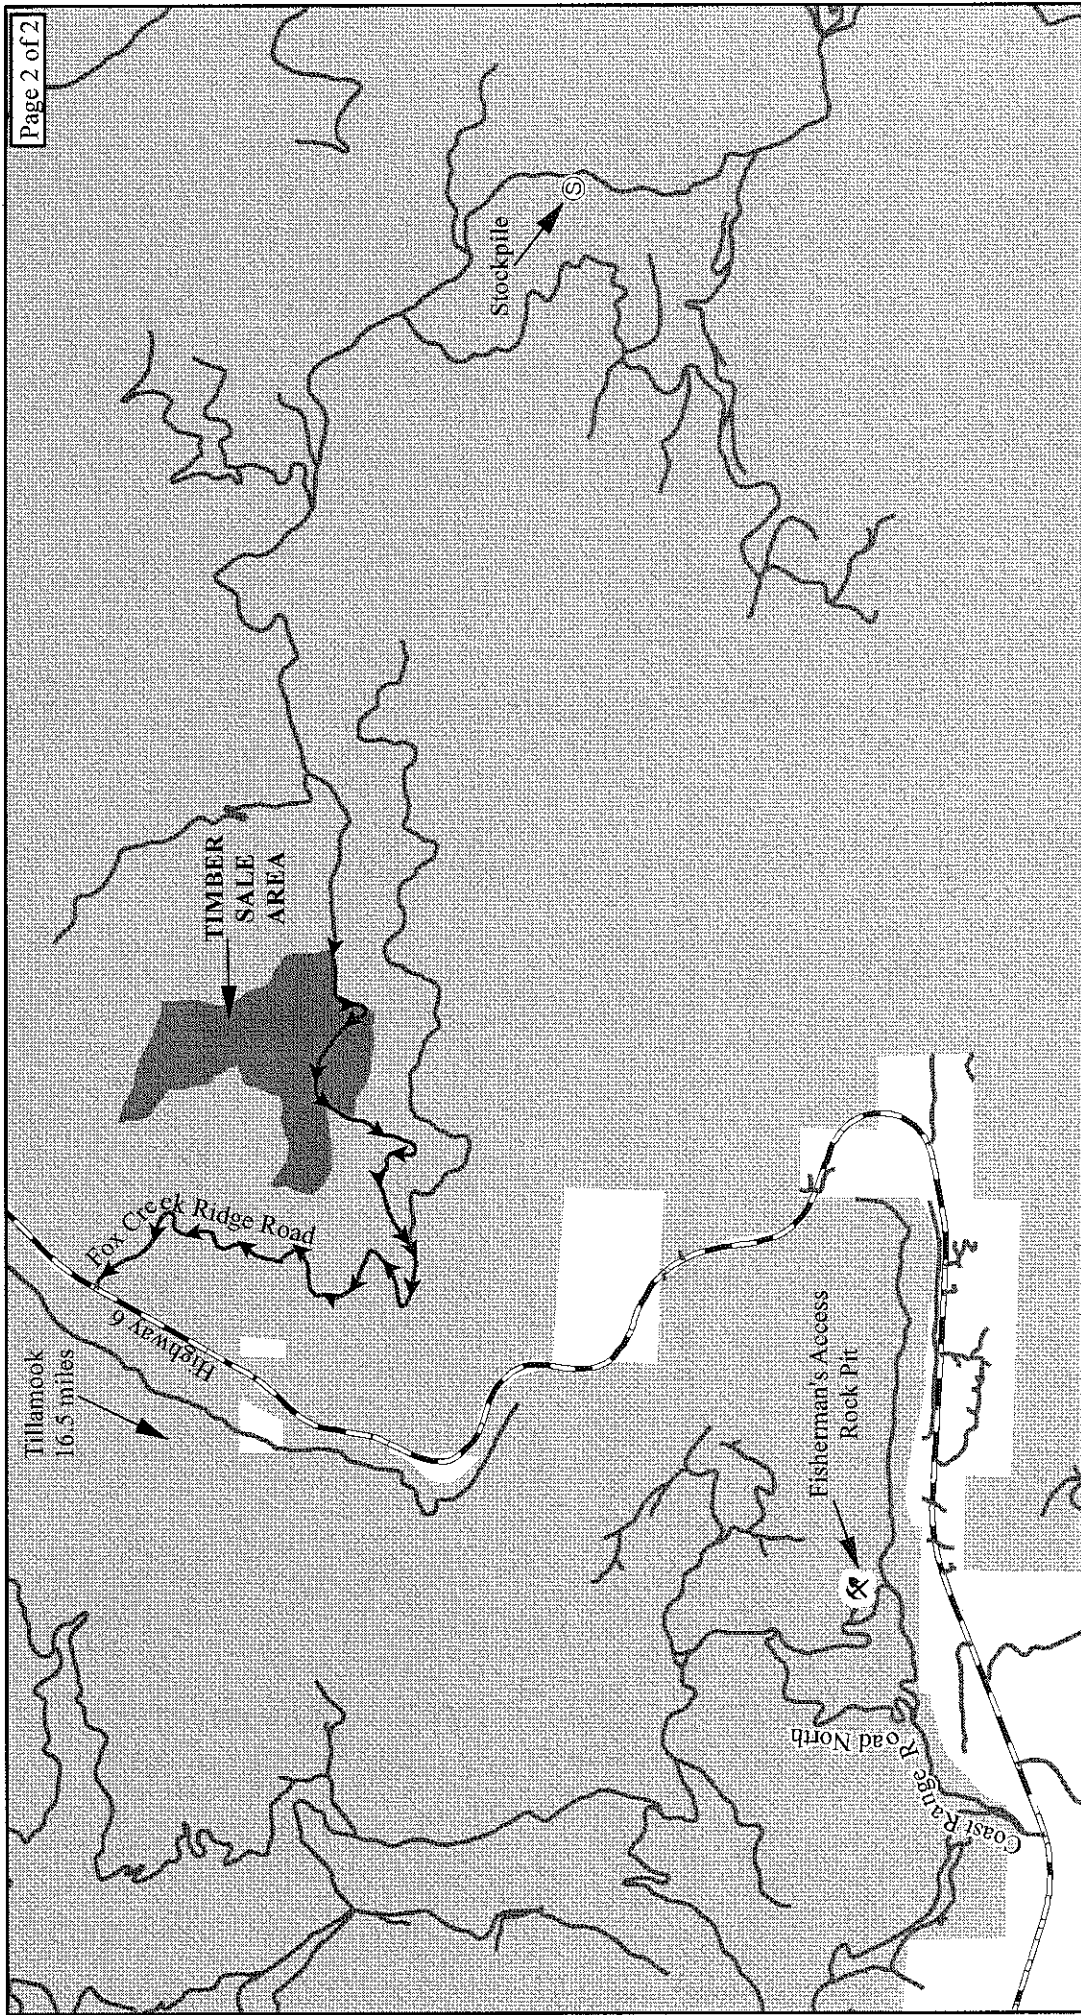 Page 2 of 2
Stockpile
S
TIMBER
SALE
AREA
Fox Creek Ridge Road
Highway 6
Tillamook
16.5 miles
Fisherman's Access
Rock Pit
Coast Range Road North